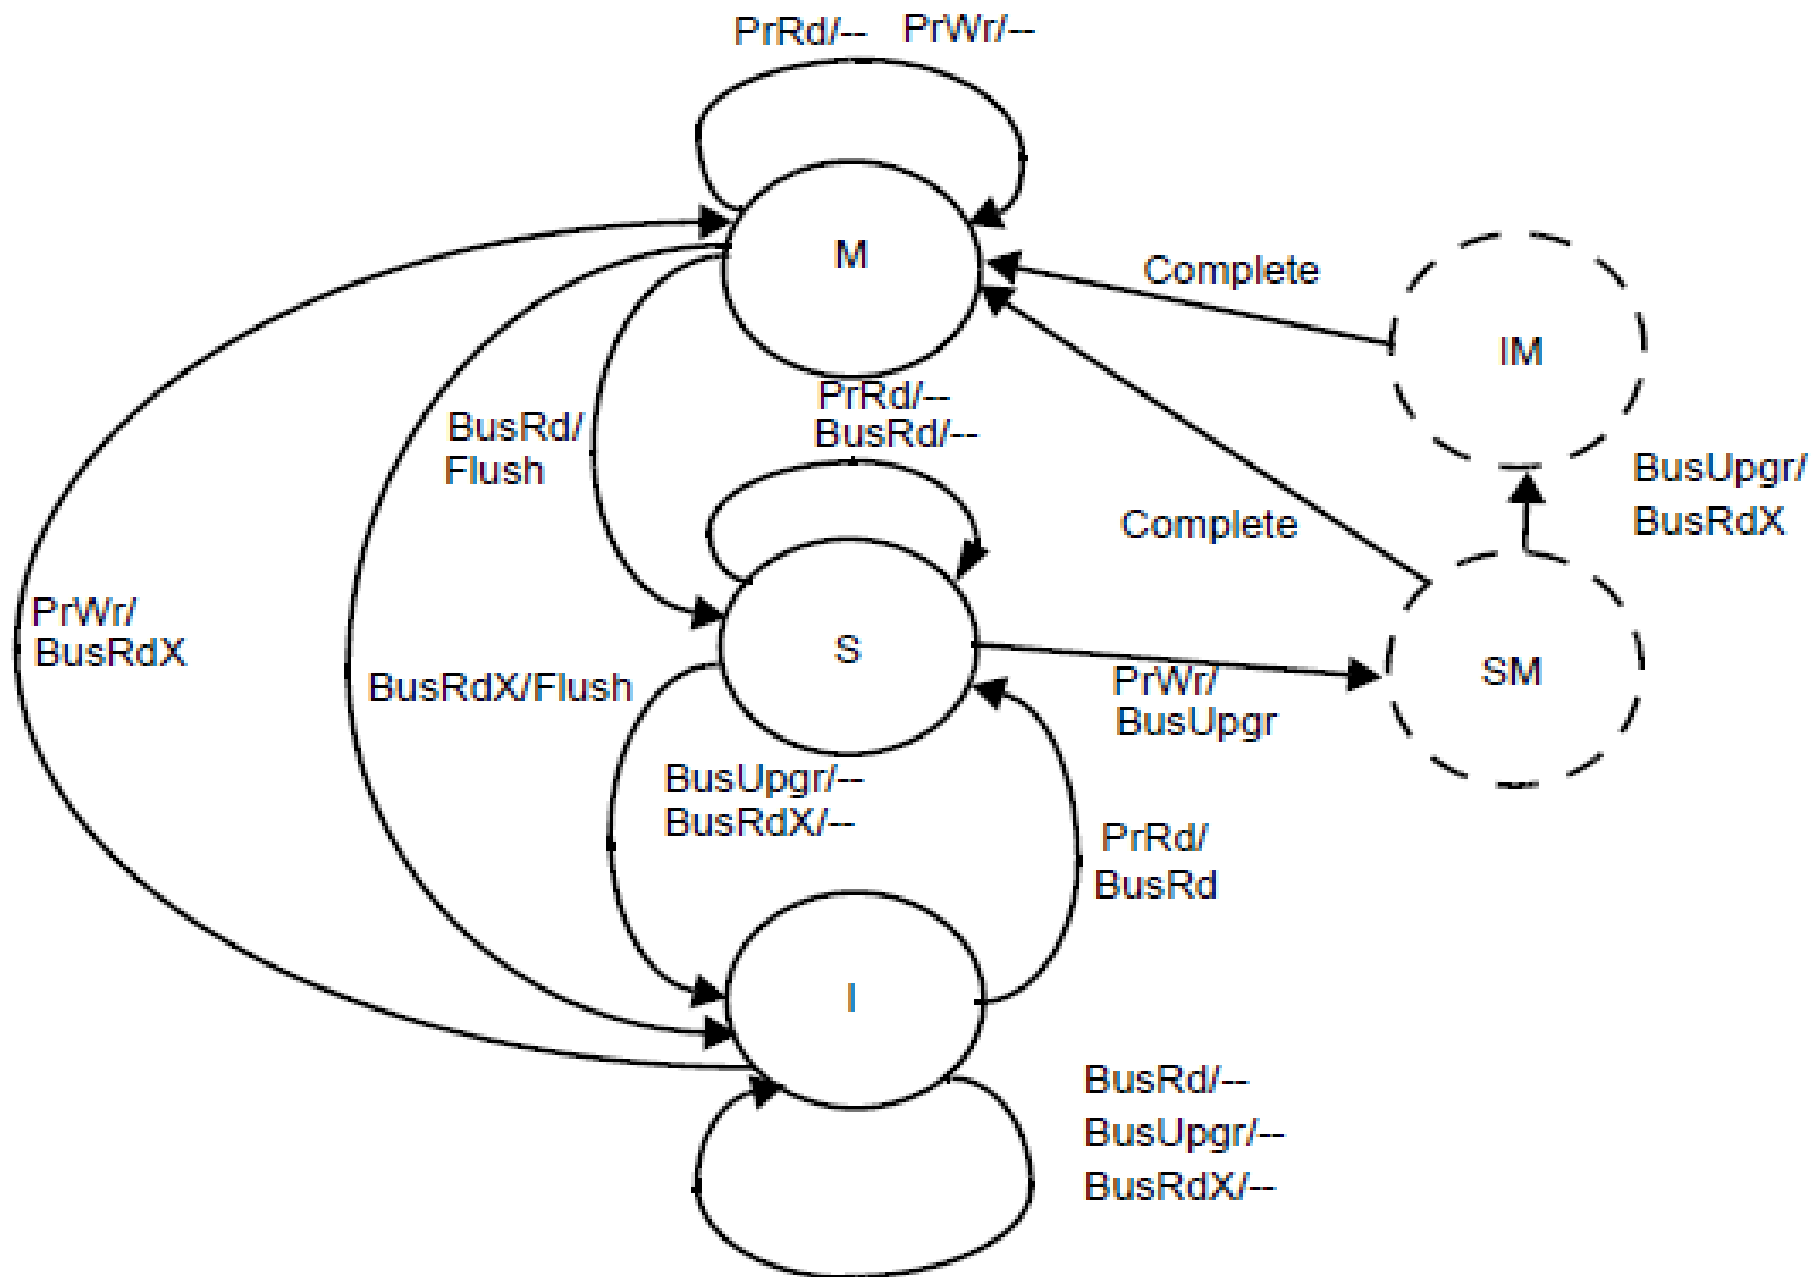 PrRd/-- PrWr/--
M
Complete
IM
PrRd/--
BusRd/--
BusRd/
Flush
BusUpgr/
BusRdX
Complete
PrWr/
BusRdX
S
SM
BusRdX/Flush
PrWr/
BusUpgr
BusUpgr/--
BusRdX/--
PrRd/
BusRd
I
BusRd/--
BusUpgr/--
BusRdX/--